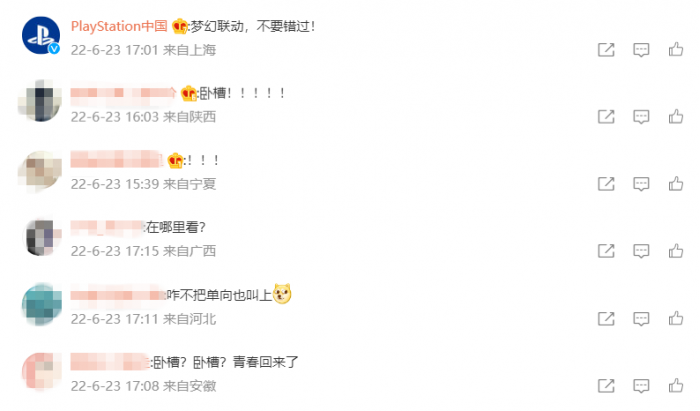 PlayStation中国 :梦幻联动，不要错过！
22-6-23 17:01 来自上海
:卧槽！！！！！
22-6-23 16:03 来自陕西
:！！！
22-6-23 15:39 来自宁夏
:在哪里看？
22-6-23 17:15 来自广西
:咋不把单向也叫上
22-6-23 17:11 来自河北
:卧槽？卧槽？青春回来了
22-6-23 17:08 来自安徽